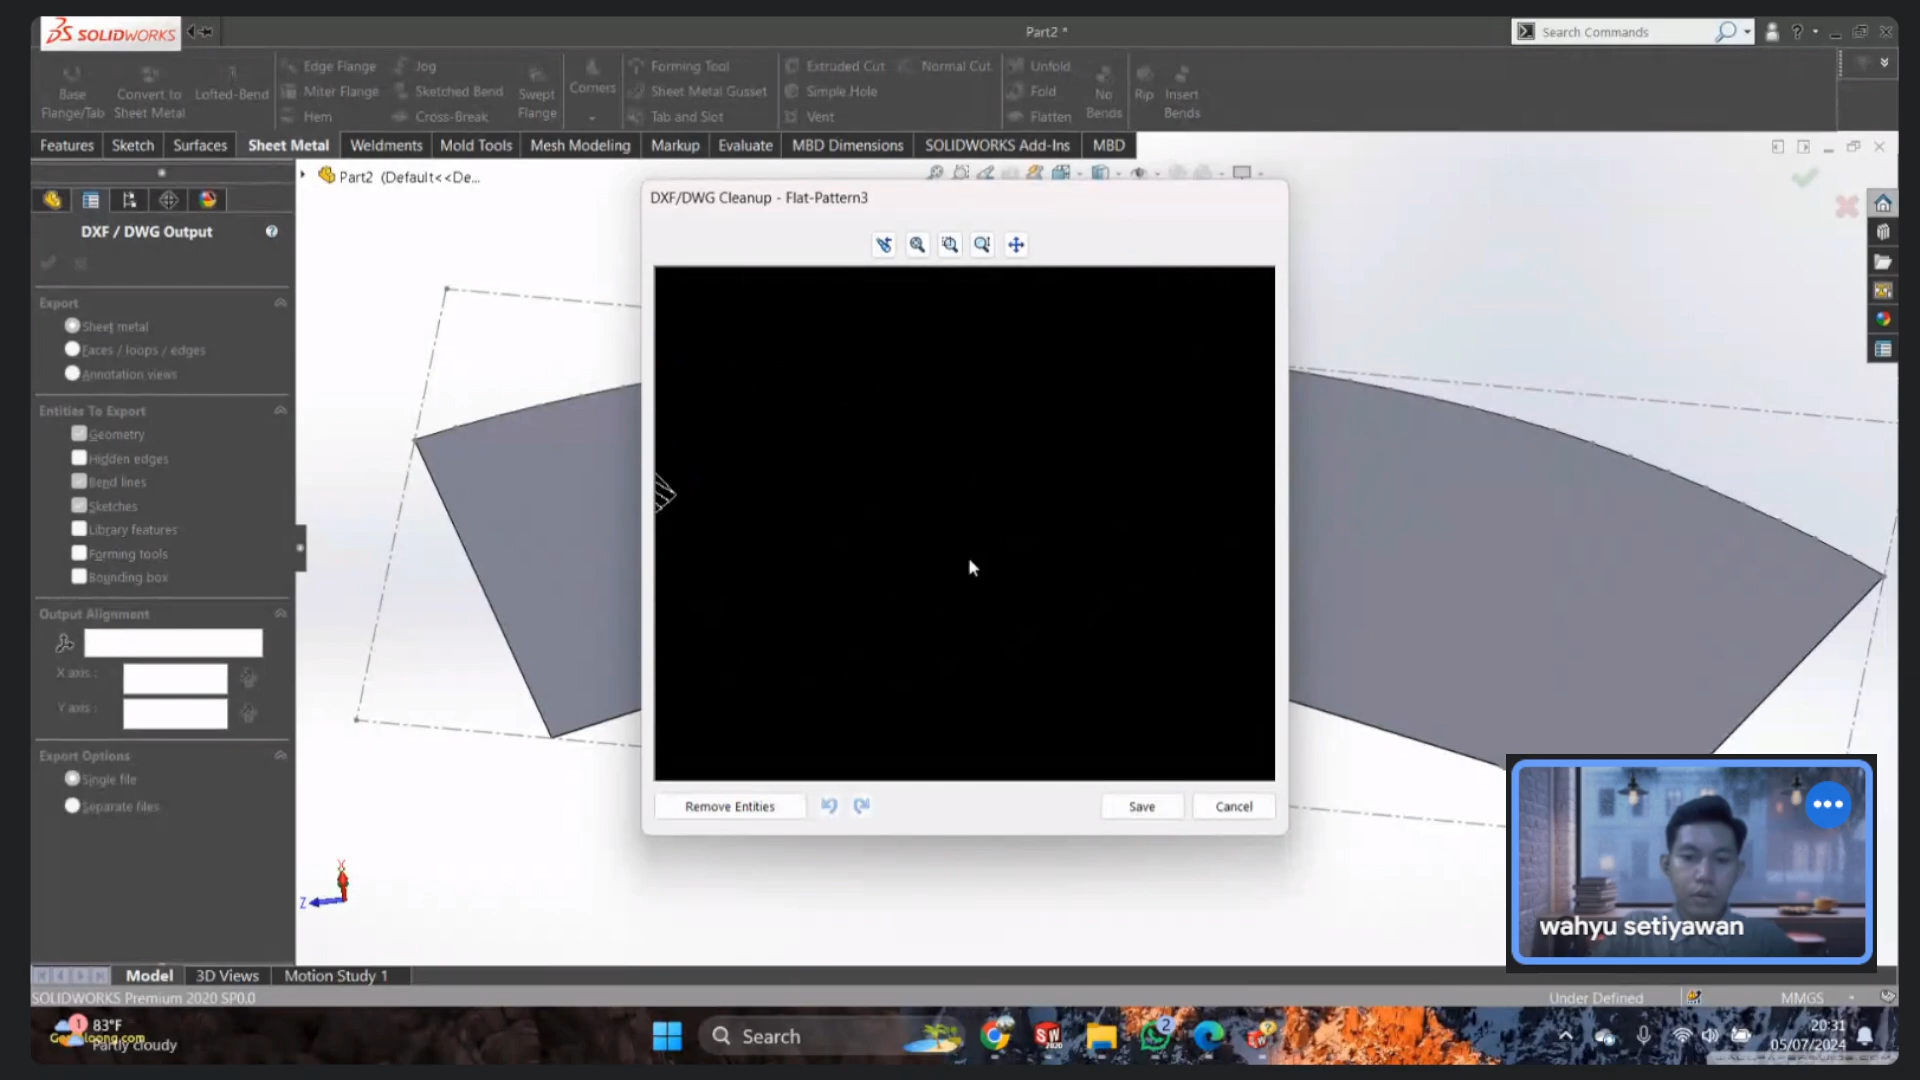 SOLIDWORKS
Part2 *
Search Commands
Base Flange/Tab
Convert to Sheet Metal
Lofted-Bend
Edge Flange
Miter Flange
Hem
Jog
Sketched Bend
Cross-Break
Swept Flange
Corners
Forming Tool
Sheet Metal Gusset
Tab and Slot
Extruded Cut
Simple Hole
Vent
Normal Cut
Unfold
Fold
Flatten
No Bends
Rip
Insert Bends
Features Sketch Surfaces Sheet Metal Weldments Mold Tools Mesh Modeling Markup Evaluate MBD Dimensions SOLIDWORKS Add-Ins MBD
Part2 (Default<<De...
DXF / DWG Output
Export
Sheet metal
Faces / loops / edges
Annotation views
Entities To Export
Geometry
Hidden edges
Bend lines
Sketches
Library features
Forming tools
Bounding box
Output Alignment
X axis :
Y axis :
Export Options
Single file
Separate files
DXF/DWG Cleanup - Flat-Pattern3
Remove Entities
Save
Cancel
X
Z
wahyu setiyawan
Model 3D Views Motion Study 1
SOLIDWORKS Premium 2020 SP0.0
Under Defined
MMGS
1
83°F
Partly cloudy
Search
SW
2020
2
20:31
05/07/2024